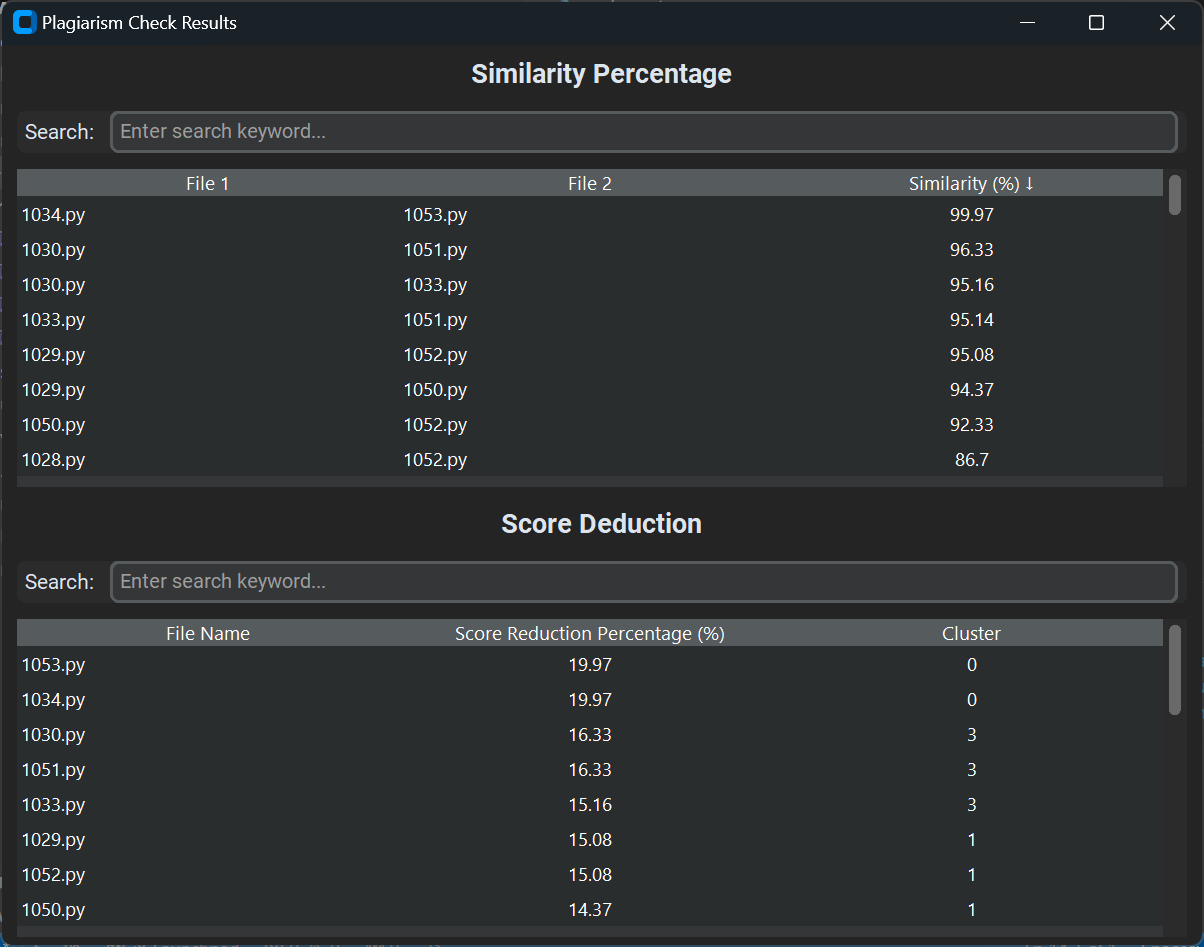 Plagiarism Check Results
Similarity Percentage
Search: Enter search keyword...
File 1 File 2 Similarity (%) ↓
1034.py 1053.py 99.97
1030.py 1051.py 96.33
1030.py 1033.py 95.16
1033.py 1051.py 95.14
1029.py 1052.py 95.08
1029.py 1050.py 94.37
1050.py 1052.py 92.33
1028.py 1052.py 86.7
Score Deduction
Search: Enter search keyword...
File Name Score Reduction Percentage (%) Cluster
1053.py 19.97 0
1034.py 19.97 0
1030.py 16.33 3
1051.py 16.33 3
1033.py 15.16 3
1029.py 15.08 1
1052.py 15.08 1
1050.py 14.37 1